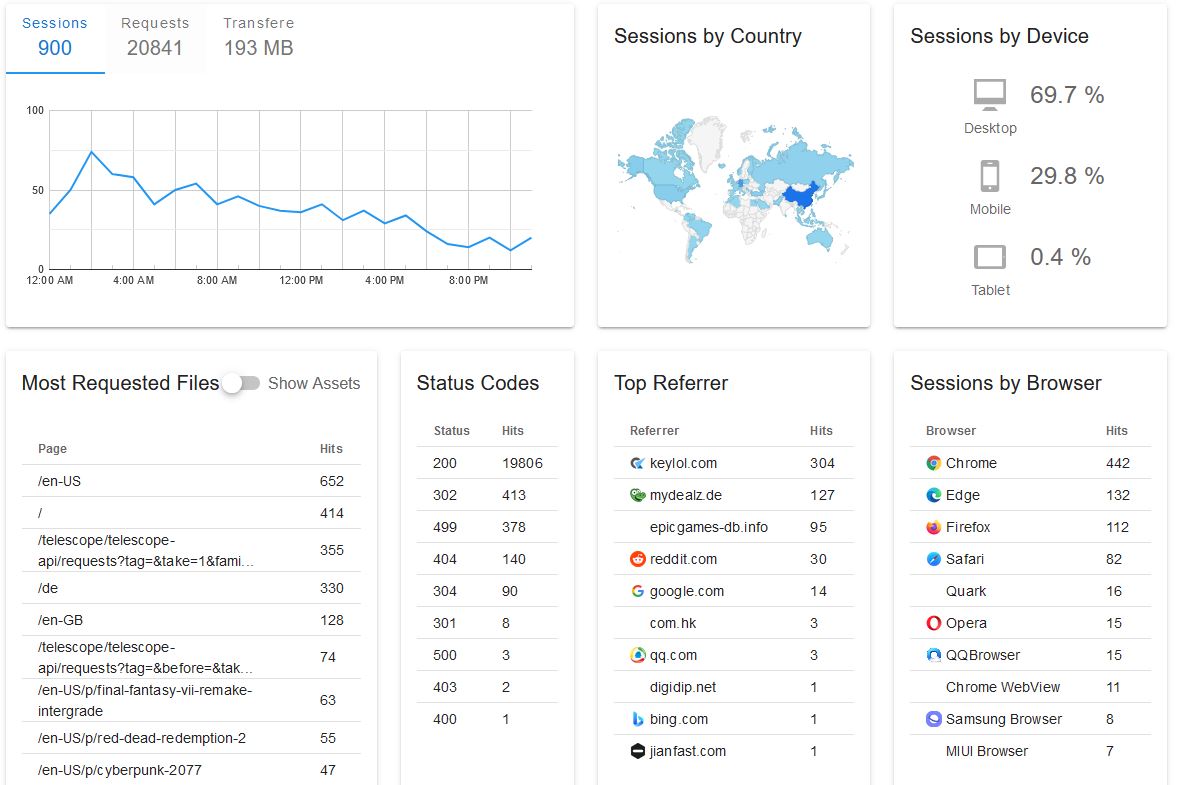 Sessions Requests Transfere
900 20841 193 MB
100
50
0
12:00 AM 4:00 AM 8:00 AM 12:00 PM 4:00 PM 8:00 PM
Sessions by Country
Sessions by Device
69.7 %
Desktop
29.8 %
Mobile
0.4 %
Tablet
Most Requested Files Show Assets
Page Hits
/en-US 652
/ 414
/telescope/telescope-
api/requests?tag=&take=1&fami... 355
/de 330
/en-GB 128
/telescope/telescope-
api/requests?tag=&before=&tak... 74
/en-US/p/final-fantasy-vii-remake-
intergrade 63
/en-US/p/red-dead-redemption-2 55
/en-US/p/cyberpunk-2077 47
Status Codes
Status Hits
200 19806
302 413
499 378
404 140
304 90
301 8
500 3
403 2
400 1
Top Referrer
Referrer Hits
keylol.com 304
mydealz.de 127
epicgames-db.info 95
reddit.com 30
google.com 14
com.hk 3
qq.com 3
digidip.net 1
bing.com 1
jianfast.com 1
Sessions by Browser
Browser Hits
Chrome 442
Edge 132
Firefox 112
Safari 82
Quark 16
Opera 15
QQBrowser 15
Chrome WebView 11
Samsung Browser 8
MIUI Browser 7